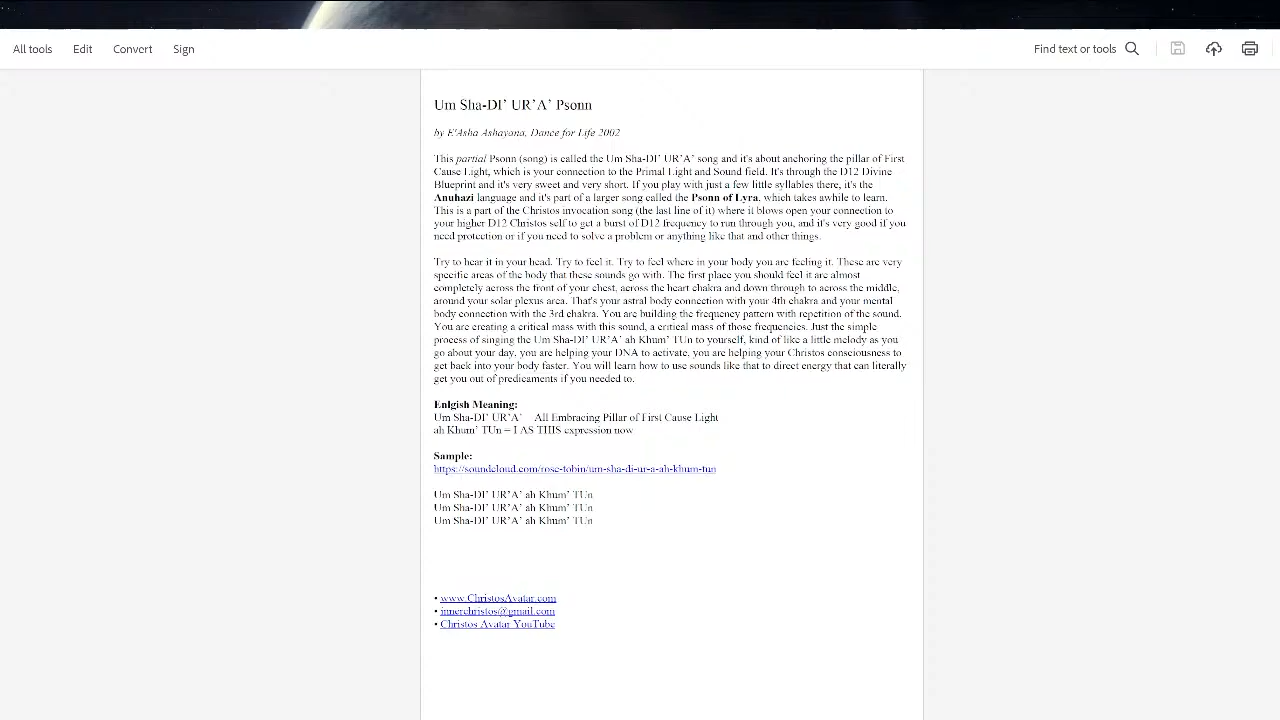 All tools Edit Convert Sign Find text or tools
Um Sha-DI’ UR’A’ Psonn
by E'Asha Ashayana, Dance for Life 2002
This partial Psonn (song) is called the Um Sha-DI’ UR’A’ song and it's about anchoring the pillar of First
Cause Light, which is your connection to the Primal Light and Sound field. It's through the D12 Divine
Blueprint and it's very sweet and very short. If you play with just a few little syllables there, it's the
Anuhazi language and it's part of a larger song called the Psonn of Lyra, which takes awhile to learn.
This is a part of the Christos invocation song (the last line of it) where it blows open your connection to
your higher D12 Christos self to get a burst of D12 frequency to run through you, and it's very good if you
need protection or if you need to solve a problem or anything like that and other things.
Try to hear it in your head. Try to feel it. Try to feel where in your body you are feeling it. These are very
specific areas of the body that these sounds go with. The first place you should feel it are almost
completely across the front of your chest, across the heart chakra and down through to across the middle,
around your solar plexus area. That's your astral body connection with your 4th chakra and your mental
body connection with the 3rd chakra. You are building the frequency pattern with repetition of the sound.
You are creating a critical mass with this sound, a critical mass of those frequencies. Just the simple
process of singing the Um Sha-DI’ UR’A’ ah Khum’ TUn to yourself, kind of like a little melody as you
go about your day, you are helping your DNA to activate, you are helping your Christos consciousness to
get back into your body faster. You will learn how to use sounds like that to direct energy that can literally
get you out of predicaments if you needed to.
Enlgish Meaning:
Um Sha-DI’ UR’A’ – All Embracing Pillar of First Cause Light
ah Khum’ TUn = I AS THIS expression now
Sample:
https://soundcloud.com/rose-tobin/um-sha-di-ur-a-ah-khum-tun
Um Sha-DI’ UR’A’ ah Khum’ TUn
Um Sha-DI’ UR’A’ ah Khum’ TUn
Um Sha-DI’ UR’A’ ah Khum’ TUn
• www.ChristosAvatar.com
• innerchristos@gmail.com
• Christos Avatar YouTube